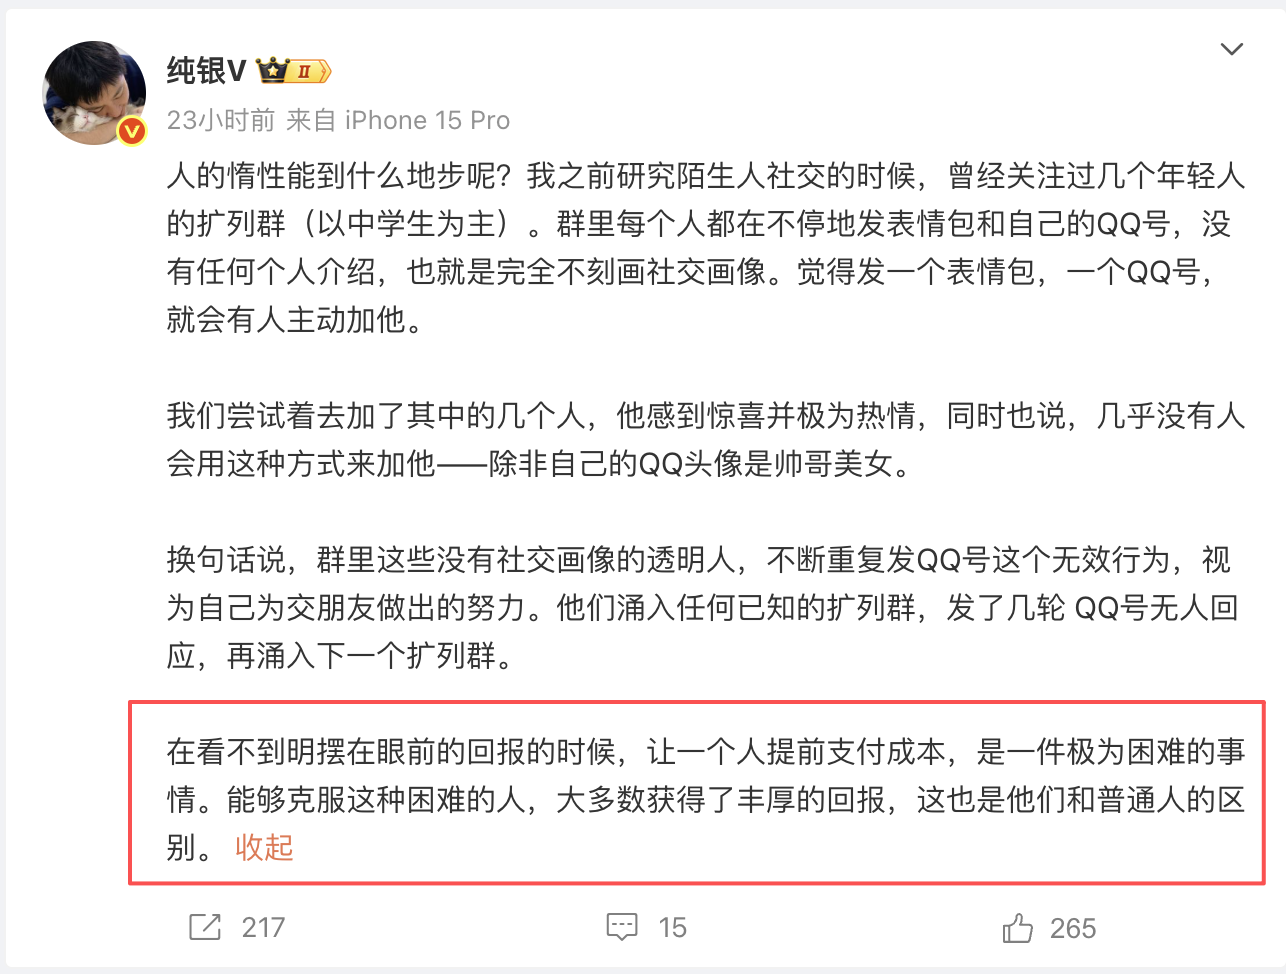 纯银V II
23小时前 来自 iPhone 15 Pro
人的惰性能到什么地步呢？我之前研究陌生人社交的时候，曾经关注过几个年轻人
的扩列群（以中学生为主）。群里每个人都在不停地发表情包和自己的QQ号，没
有任何个人介绍，也就是完全不刻画社交画像。觉得发一个表情包，一个QQ号，
就会有人主动加他。
我们尝试着去加了其中的几个人，他感到惊喜并极为热情，同时也说，几乎没有人
会用这种方式来加他——除非自己的QQ头像是帅哥美女。
换句话说，群里这些没有社交画像的透明人，不断重复发QQ号这个无效行为，视
为自己为交朋友做出的努力。他们涌入任何已知的扩列群，发了几轮 QQ号无人回
应，再涌入下一个扩列群。
在看不到明摆在眼前的回报的时候，让一个人提前支付成本，是一件极为困难的事
情。能够克服这种困难的人，大多数获得了丰厚的回报，这也是他们和普通人的区
别。 收起
217 15 265